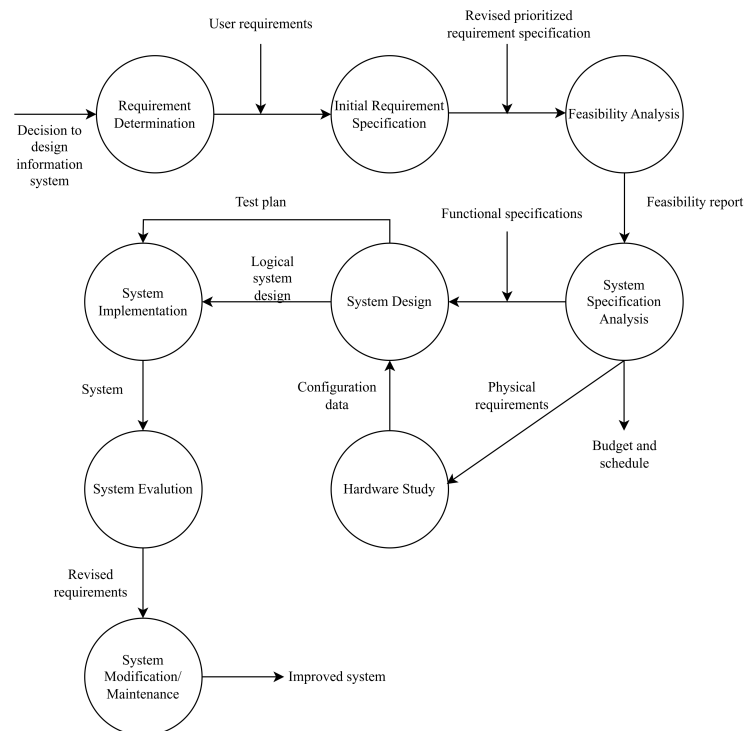 User requirements
Revised prioritized
requirement specification
Requirement
Determination
Initial Requirement
Specification
Feasibility Analysis
Decision to
design
information
system
Feasibility report
Test plan
Functional specifications
Logical
system
design
System
Implementation
System Design
System
Specification
Analysis
System
Configuration
data
Physical
requirements
Budget and
schedule
System Evalution
Hardware Study
Revised
requirements
System
Modification/
Maintenance
Improved system